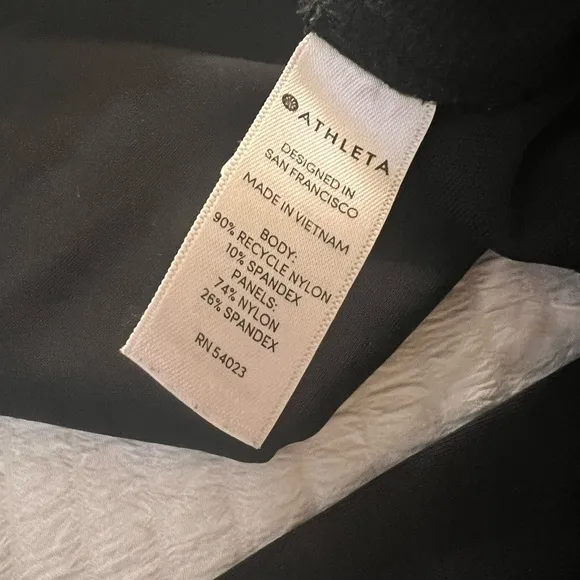 ATHLETA
DESIGNED IN
SAN FRANCISCO
MADE IN VIETNAM
BODY:
90% RECYCLE NYLON
10% SPANDEX
PANELS:
74% NYLON
26% SPANDEX
RN 54023